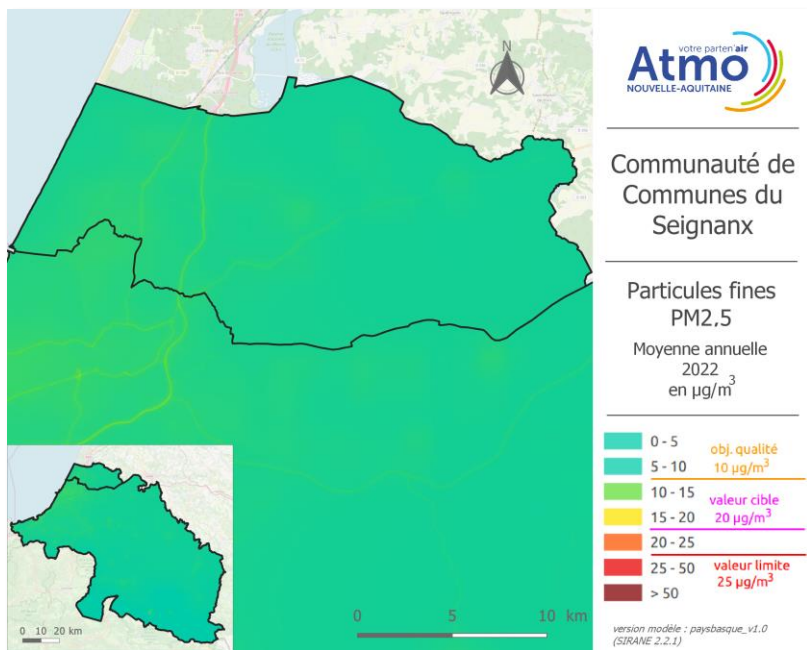 N
votre parten'air
Atmo
NOUVELLE-AQUITAINE
Communauté de
Communes du
Seignanx
Particules fines
PM2,5
Moyenne annuelle
2022
en µg/m³
0 - 5
5 - 10
obj. qualité
10 µg/m³
10 - 15
15 - 20
valeur cible
20 µg/m³
20 - 25
25 - 50
valeur limite
25 µg/m³
> 50
version modèle : paysbasque_v1.0
(SIRANE 2.2.1)
0 5 10 km
0 10 20 km